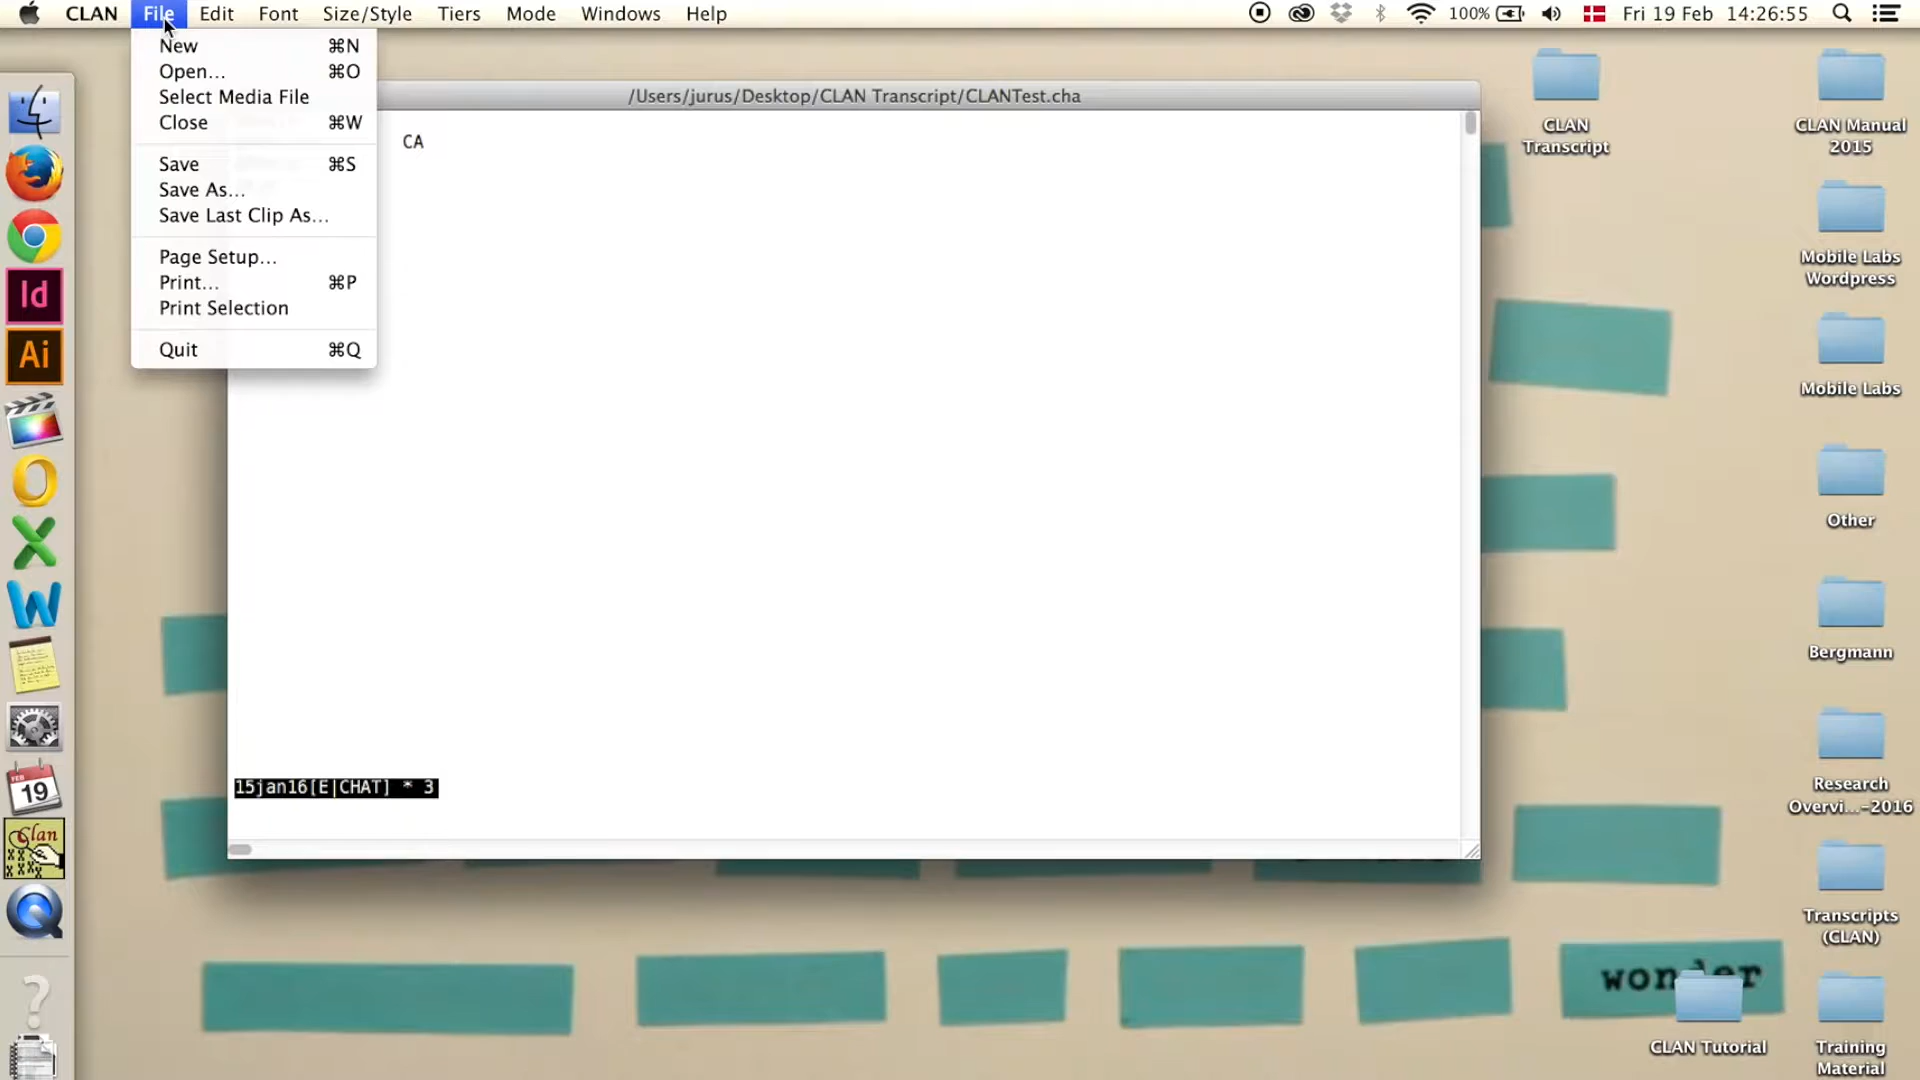 CLAN File Edit Font Size/Style Tiers Mode Windows Help 100% Fri 19 Feb 14:26:55
New ⌘N
Open... ⌘O
Select Media File
Close ⌘W
Save ⌘S
Save As...
Save Last Clip As...
Page Setup...
Print... ⌘P
Print Selection
Quit ⌘Q
/Users/jurus/Desktop/CLAN Transcript/CLANTest.cha
CA
15jan16[E|CHAT] * 3
CLAN
Transcript
CLAN Manual
2015
Mobile Labs
Wordpress
Mobile Labs
Other
Bergmann
Research
Overvi...-2016
Transcripts
(CLAN)
wonder
CLAN Tutorial
Training
Material
Id
Ai
FEB
19
Clan